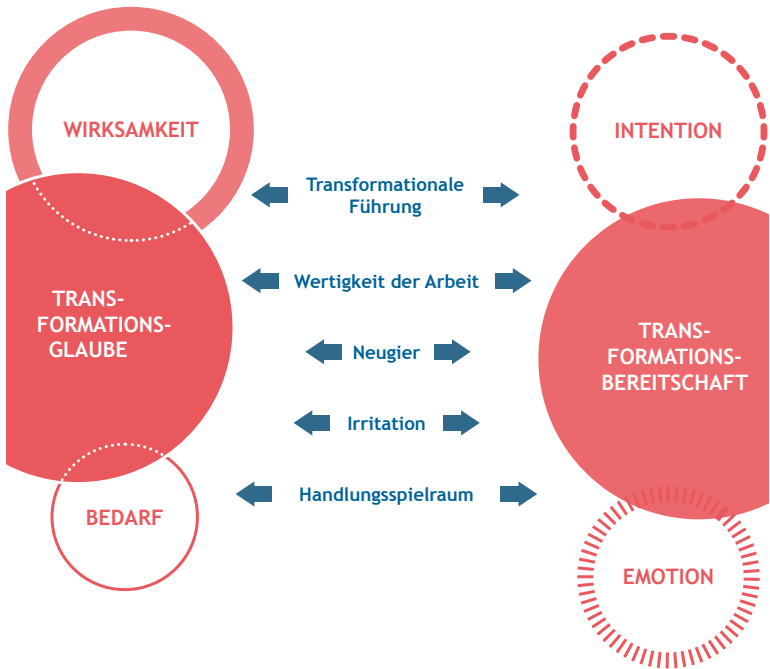 WIRKSAMKEIT
INTENTION
Transformationale
Führung
Wertigkeit der Arbeit
TRANS-
FORMATIONS-
GLAUBE
TRANS-
FORMATIONS-
BEREITSCHAFT
Neugier
Irritation
Handlungsspielraum
BEDARF
EMOTION